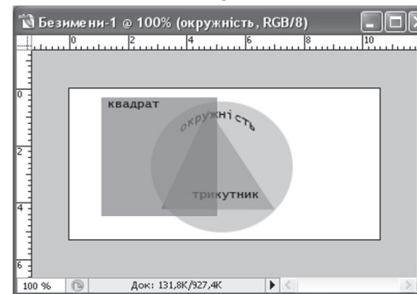 Безимени-1 @ 100% (окружність, RGB/8)
0 2 4 6 8 10
0
квадрат
окружність
2
трикутник
4
6
100 % Док: 131,8K/927,4K